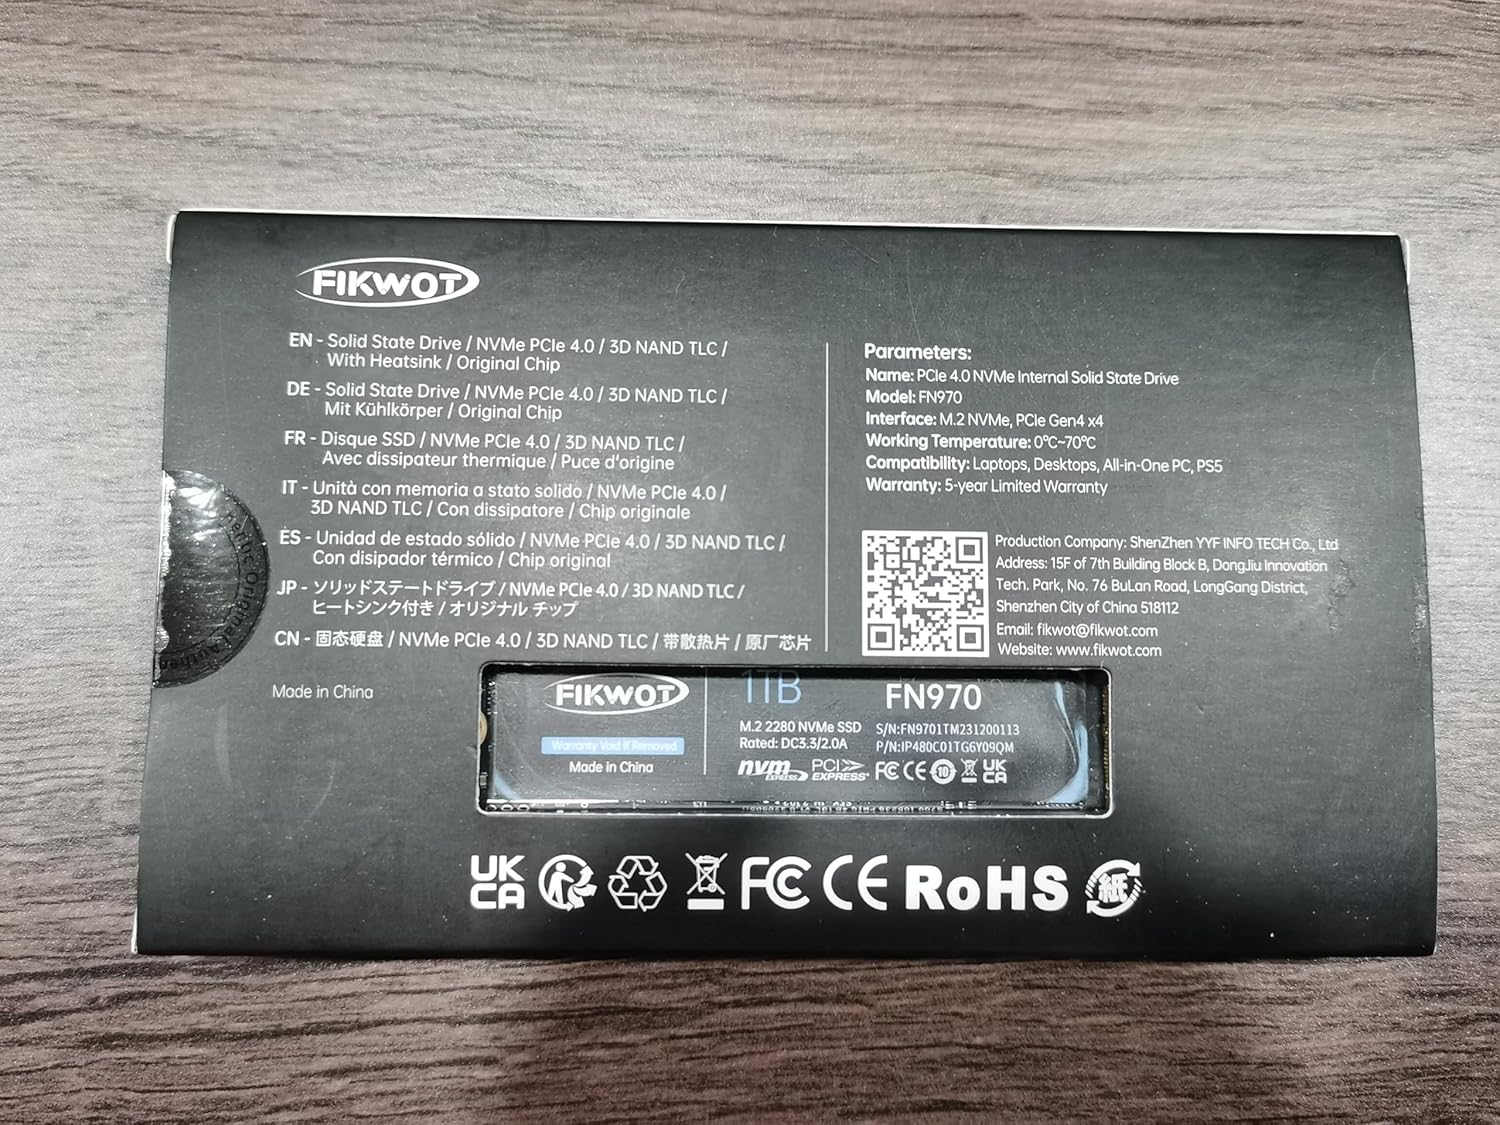 FIKWOT
EN - Solid State Drive / NVMe PCIe 4.0 / 3D NAND TLC /
With Heatsink / Original Chip
DE - Solid State Drive / NVMe PCIe 4.0 / 3D NAND TLC /
Mit Kühlkörper / Original Chip
FR - Disque SSD / NVMe PCIe 4.0 / 3D NAND TLC /
Avec dissipateur thermique / Puce d'origine
IT - Unità con memoria a stato solido / NVMe PCIe 4.0 /
3D NAND TLC / Con dissipatore / Chip originale
ES - Unidad de estado sólido / NVMe PCIe 4.0 / 3D NAND TLC /
Con disipador térmico / Chip original
JP - ソリッドステートドライブ / NVMe PCIe 4.0 / 3D NAND TLC /
ヒートシンク付き / オリジナル チップ
CN - 固态硬盘 / NVMe PCIe 4.0 / 3D NAND TLC / 带散热片 / 原厂芯片
Made in China
Parameters:
Name: PCIe 4.0 NVMe Internal Solid State Drive
Model: FN970
Interface: M.2 NVMe, PCIe Gen4 x4
Working Temperature: 0°C~70°C
Compatibility: Laptops, Desktops, All-in-One PC, PS5
Warranty: 5-year Limited Warranty
Production Company: ShenZhen YYF INFO TECH Co., Ltd
Address: 15F of 7th Building Block B, DongJiu Innovation
Tech. Park, No. 76 BuLan Road, LongGang District,
Shenzhen City of China 518112
Email: fikwot@fikwot.com
Website: www.fikwot.com
Original
FIKWOT
Warranty Void If Removed
Made in China
1TB
FN970
M.2 2280 NVMe SSD
Rated: DC3.3/2.0A
S/N:FN9701TM231200113
P/N:IP480C01TG6Y09QM
nvm EXPRESS
PCI EXPRESS
FC CE 10 UK CA
UK CA FC CE RoHS 紙